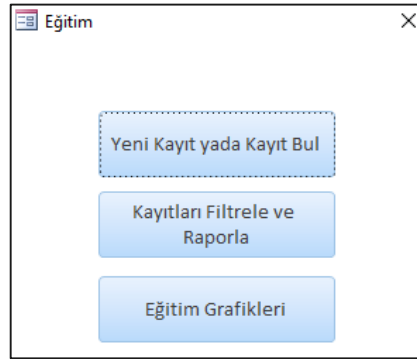 Eğitim
Yeni Kayıt yada Kayıt Bul
Kayıtları Filtrele ve
Raporla
Eğitim Grafikleri